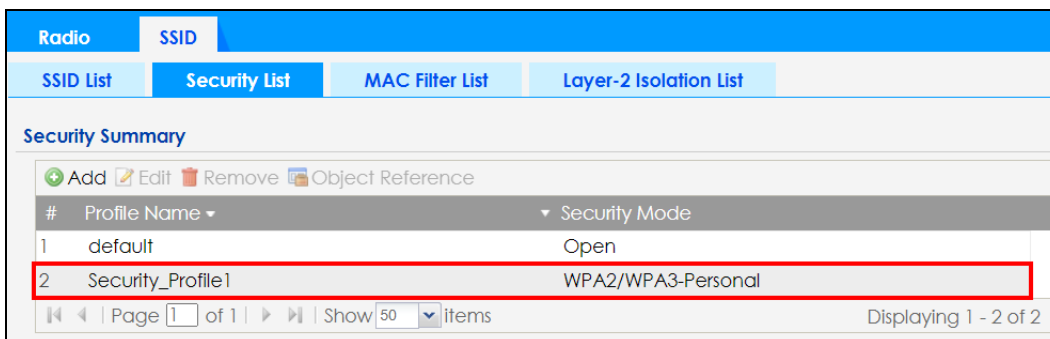 Radio SSID
SSID List Security List MAC Filter List Layer-2 Isolation List
Security Summary
Add Edit Remove Object Reference
# Profile Name Security Mode
1 default Open
2 Security_Profile1 WPA2/WPA3-Personal
Page 1 of 1 Show 50 items Displaying 1 - 2 of 2